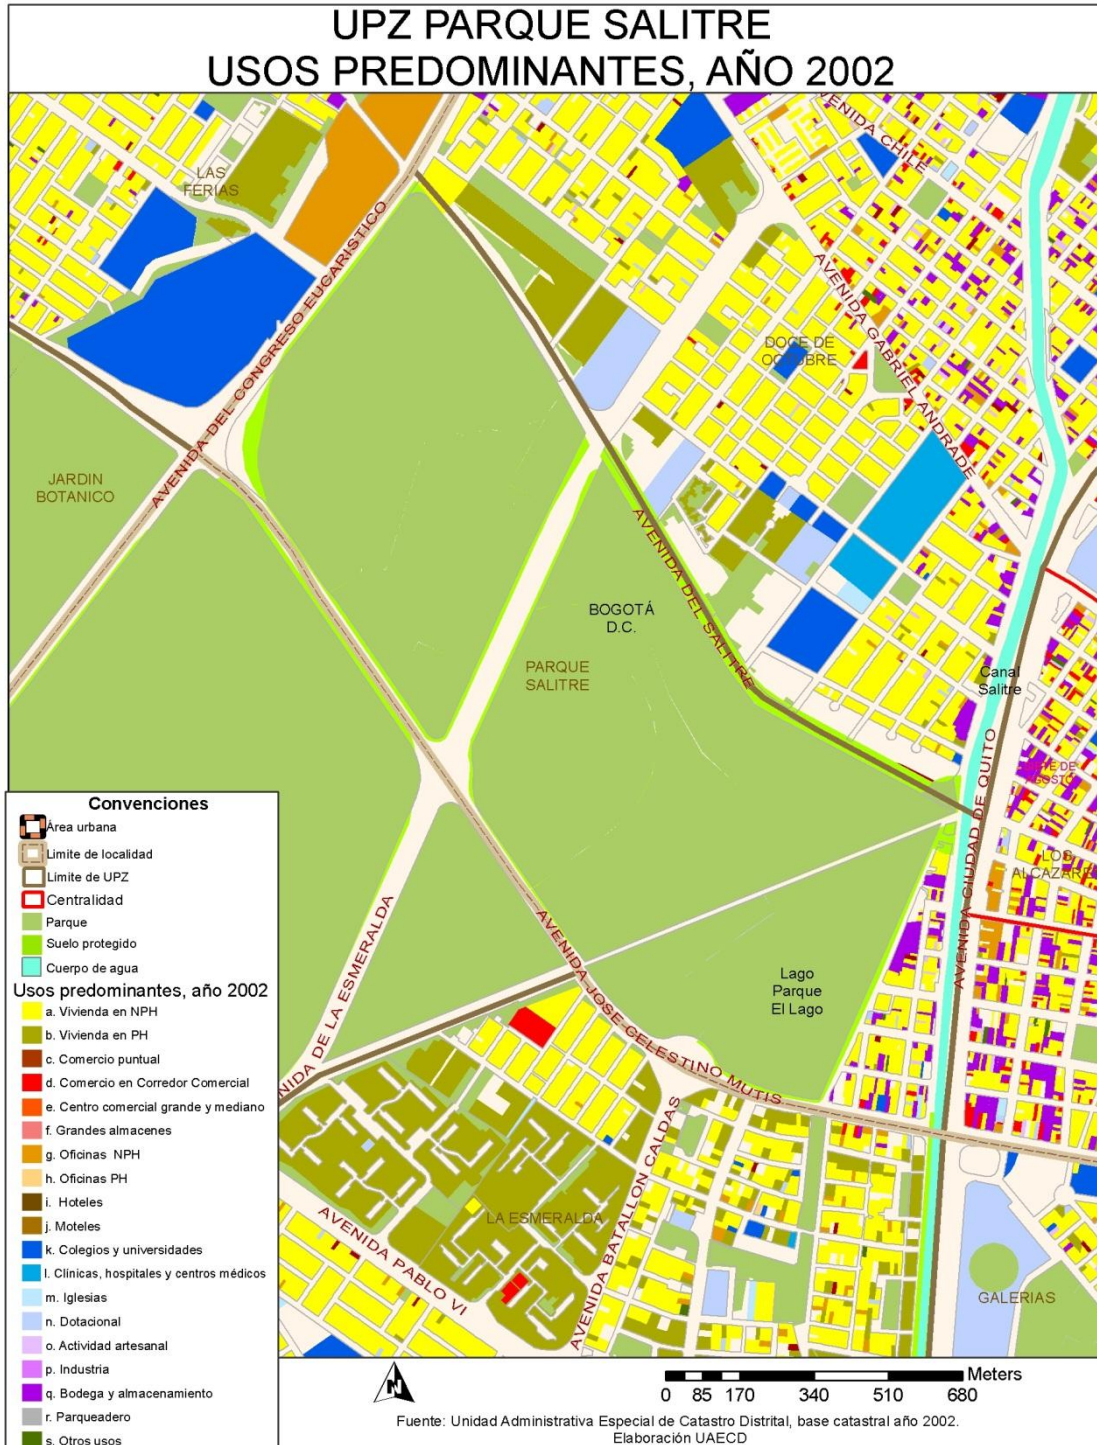 UPZ PARQUE SALITRE
USOS PREDOMINANTES, AÑO 2002
AVENIDA CHILE
LAS
FERIAS
AVENIDA DEL CONGRESO EUCARISTICO
AVENIDA GABRIEL ANDRADE
DOCE DE
OCTUBRE
JARDIN
BOTANICO
AVENIDA DEL SALITRE
BOGOTÁ
D.C.
PARQUE
SALITRE
Canal
Salitre
AVENIDA CIUDAD DE QUITO
AGOSTO
LOS
ALCAZARE
AVENIDA JOSE CELESTINO MUTIS
Lago
Parque
El Lago
NIDA DE LA ESMERALDA
LA ESMERALDA
AVENIDA BATALLON CALDAS
AVENIDA PABLO VI
GALERIAS
Convenciones
Área urbana
Limite de localidad
Limite de UPZ
Centralidad
Parque
Suelo protegido
Cuerpo de agua
Usos predominantes, año 2002
a. Vivienda en NPH
b. Vivienda en PH
c. Comercio puntual
d. Comercio en Corredor Comercial
e. Centro comercial grande y mediano
f. Grandes almacenes
g. Oficinas NPH
h. Oficinas PH
i. Hoteles
j. Moteles
k. Colegios y universidades
l. Clínicas, hospitales y centros médicos
m. Iglesias
n. Dotacional
o. Actividad artesanal
p. Industria
q. Bodega y almacenamiento
r. Parqueadero
s. Otros usos
N
Meters
0 85 170 340 510 680
Fuente: Unidad Administrativa Especial de Catastro Distrital, base catastral año 2002.
Elaboración UAECD